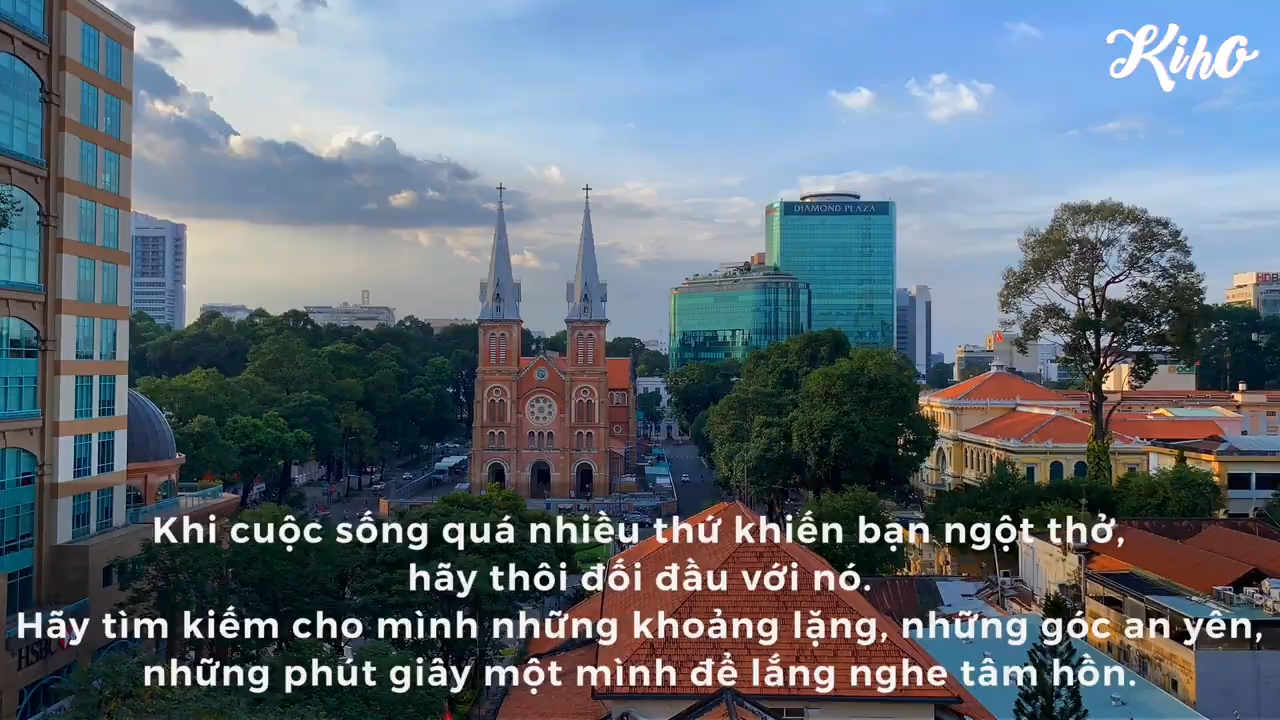 KihO
DIAMOND PLAZA
Khi cuộc sống quá nhiều thứ khiến bạn ngột thở,
hãy thôi đối đầu với nó.
Hãy tìm kiếm cho mình những khoảng lặng, những góc an yên,
những phút giây một mình để lắng nghe tâm hồn.
HSBC